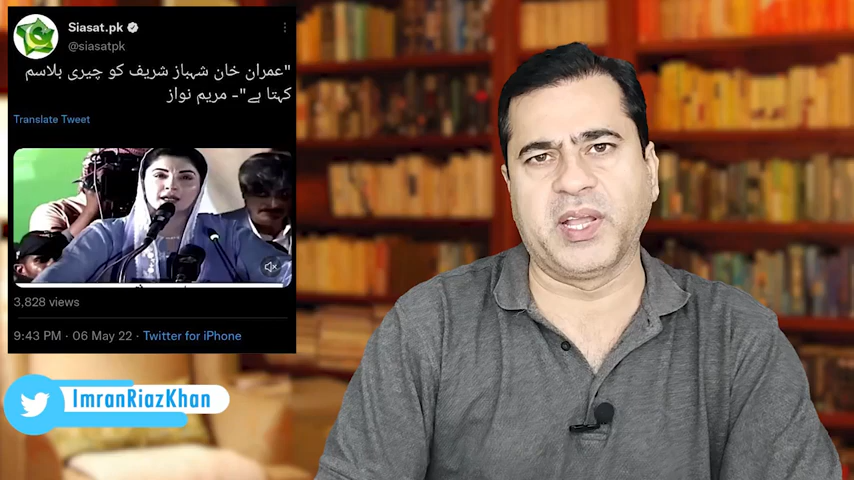 Siasat.pk
@siasatpk
"عمران خان شہباز شریف کو چیری بلاسم
کہتا ہے"- مریم نواز
Translate Tweet
3,828 views
9:43 PM · 06 May 22 · Twitter for iPhone
ImranRiazKhan